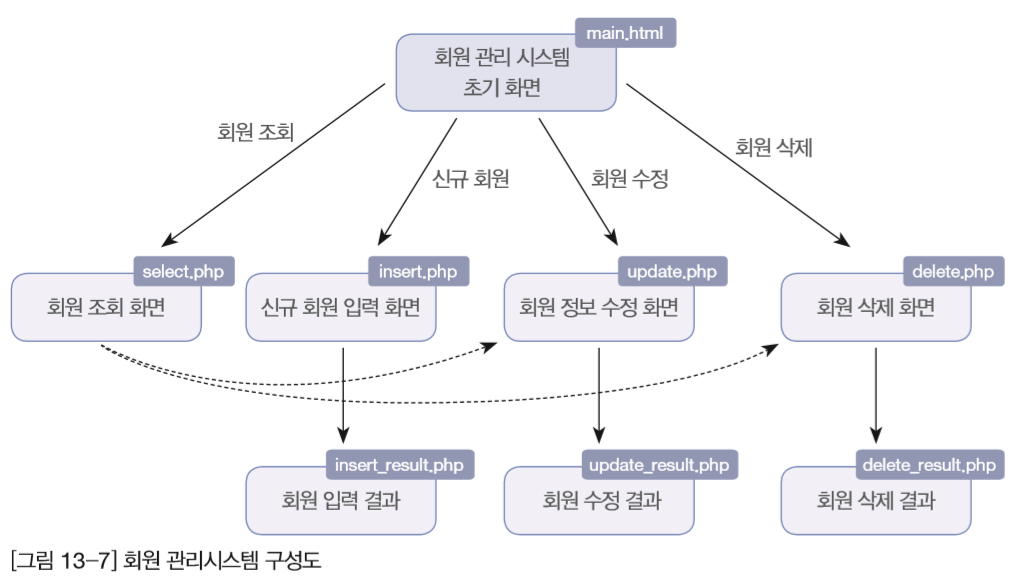 main.html
회원 관리 시스템
초기 화면
회원 조회
신규 회원
회원 수정
회원 삭제
select.php
회원 조회 화면
insert.php
신규 회원 입력 화면
update.php
회원 정보 수정 화면
delete.php
회원 삭제 화면
insert_result.php
회원 입력 결과
update_result.php
회원 수정 결과
delete_result.php
회원 삭제 결과
[그림 13-7] 회원 관리시스템 구성도